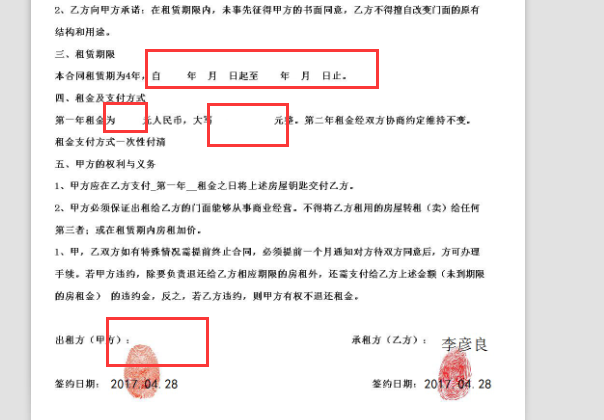 2、乙方向甲方承诺：在租赁期限内，未事先征得甲方的书面同意，乙方不得擅自改变门面的原有
结构和用途。
三、租赁期限
本合同租赁期为4年，自　　年　月　日起至　　年　月　日止。
四、租金及支付方式
第一年租金为　　元人民币，大写　　　　元整。第二年租金经双方协商约定维持不变。
租金支付方式一次性付清
五、甲方的权利与义务
1、甲方应在乙方支付_第一年__租金之日将上述房屋钥匙交付乙方。
2、甲方必须保证出租给乙方的门面能够从事商业经营。不得将乙方租用的房屋转租（卖）给任何
第三者；或在租赁期内房租加价。
1、甲，乙双方如有特殊情况需提前终止合同，必须提前一个月通知对方待双方同意后，方可办理
手续。若甲方违约，除要负责退还给乙方相应期限的房租外，还需支付给乙方上述金额（未到期限
的房租金） 的违约金，反之，若乙方违约，则甲方有权不退还租金。
出租方（甲方）：　　　　承租方（乙方）： 李彦良
签约日期： 2017.04.28　　　　签约日期： 2017.04.28